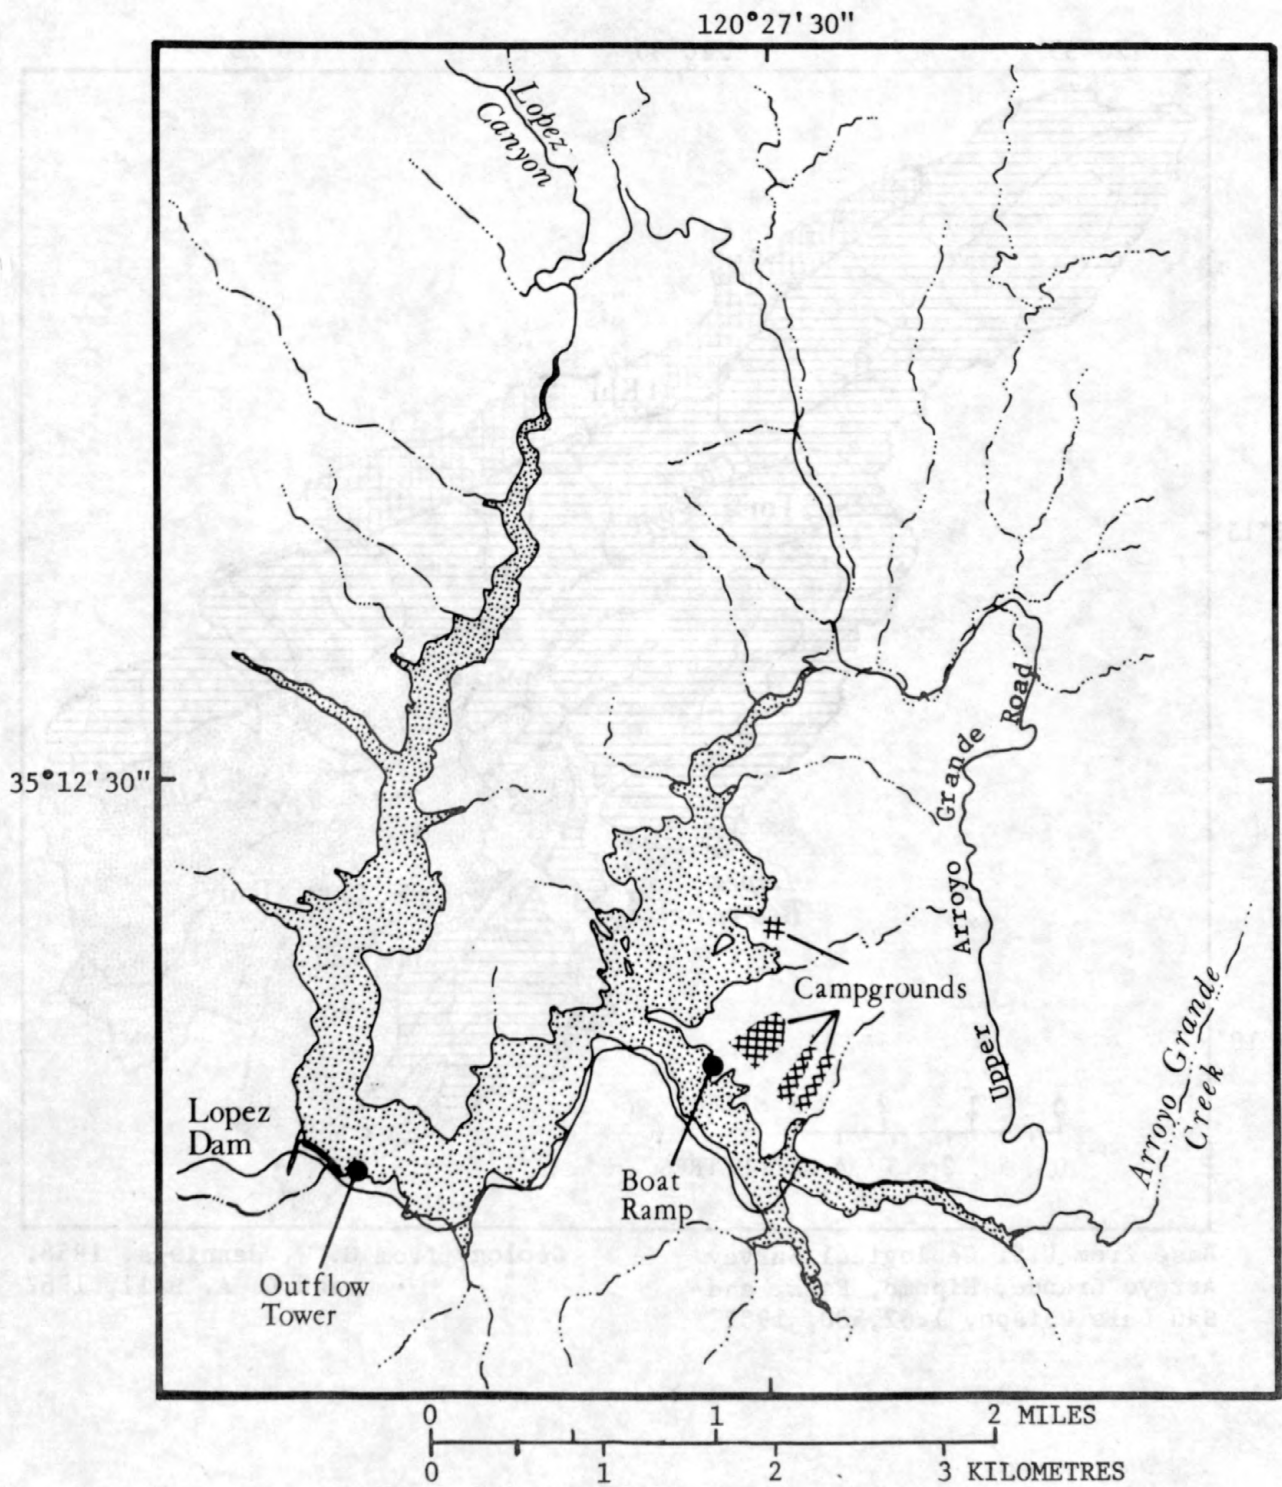 120°27'30"
Lopez
Canyon
35°12'30"
Upper Arroyo Grande Road
Campgrounds
Arroyo Grande
Creek
Lopez
Dam
Boat
Ramp
Outflow
Tower
0 1 2 MILES
0 1 2 3 KILOMETRES